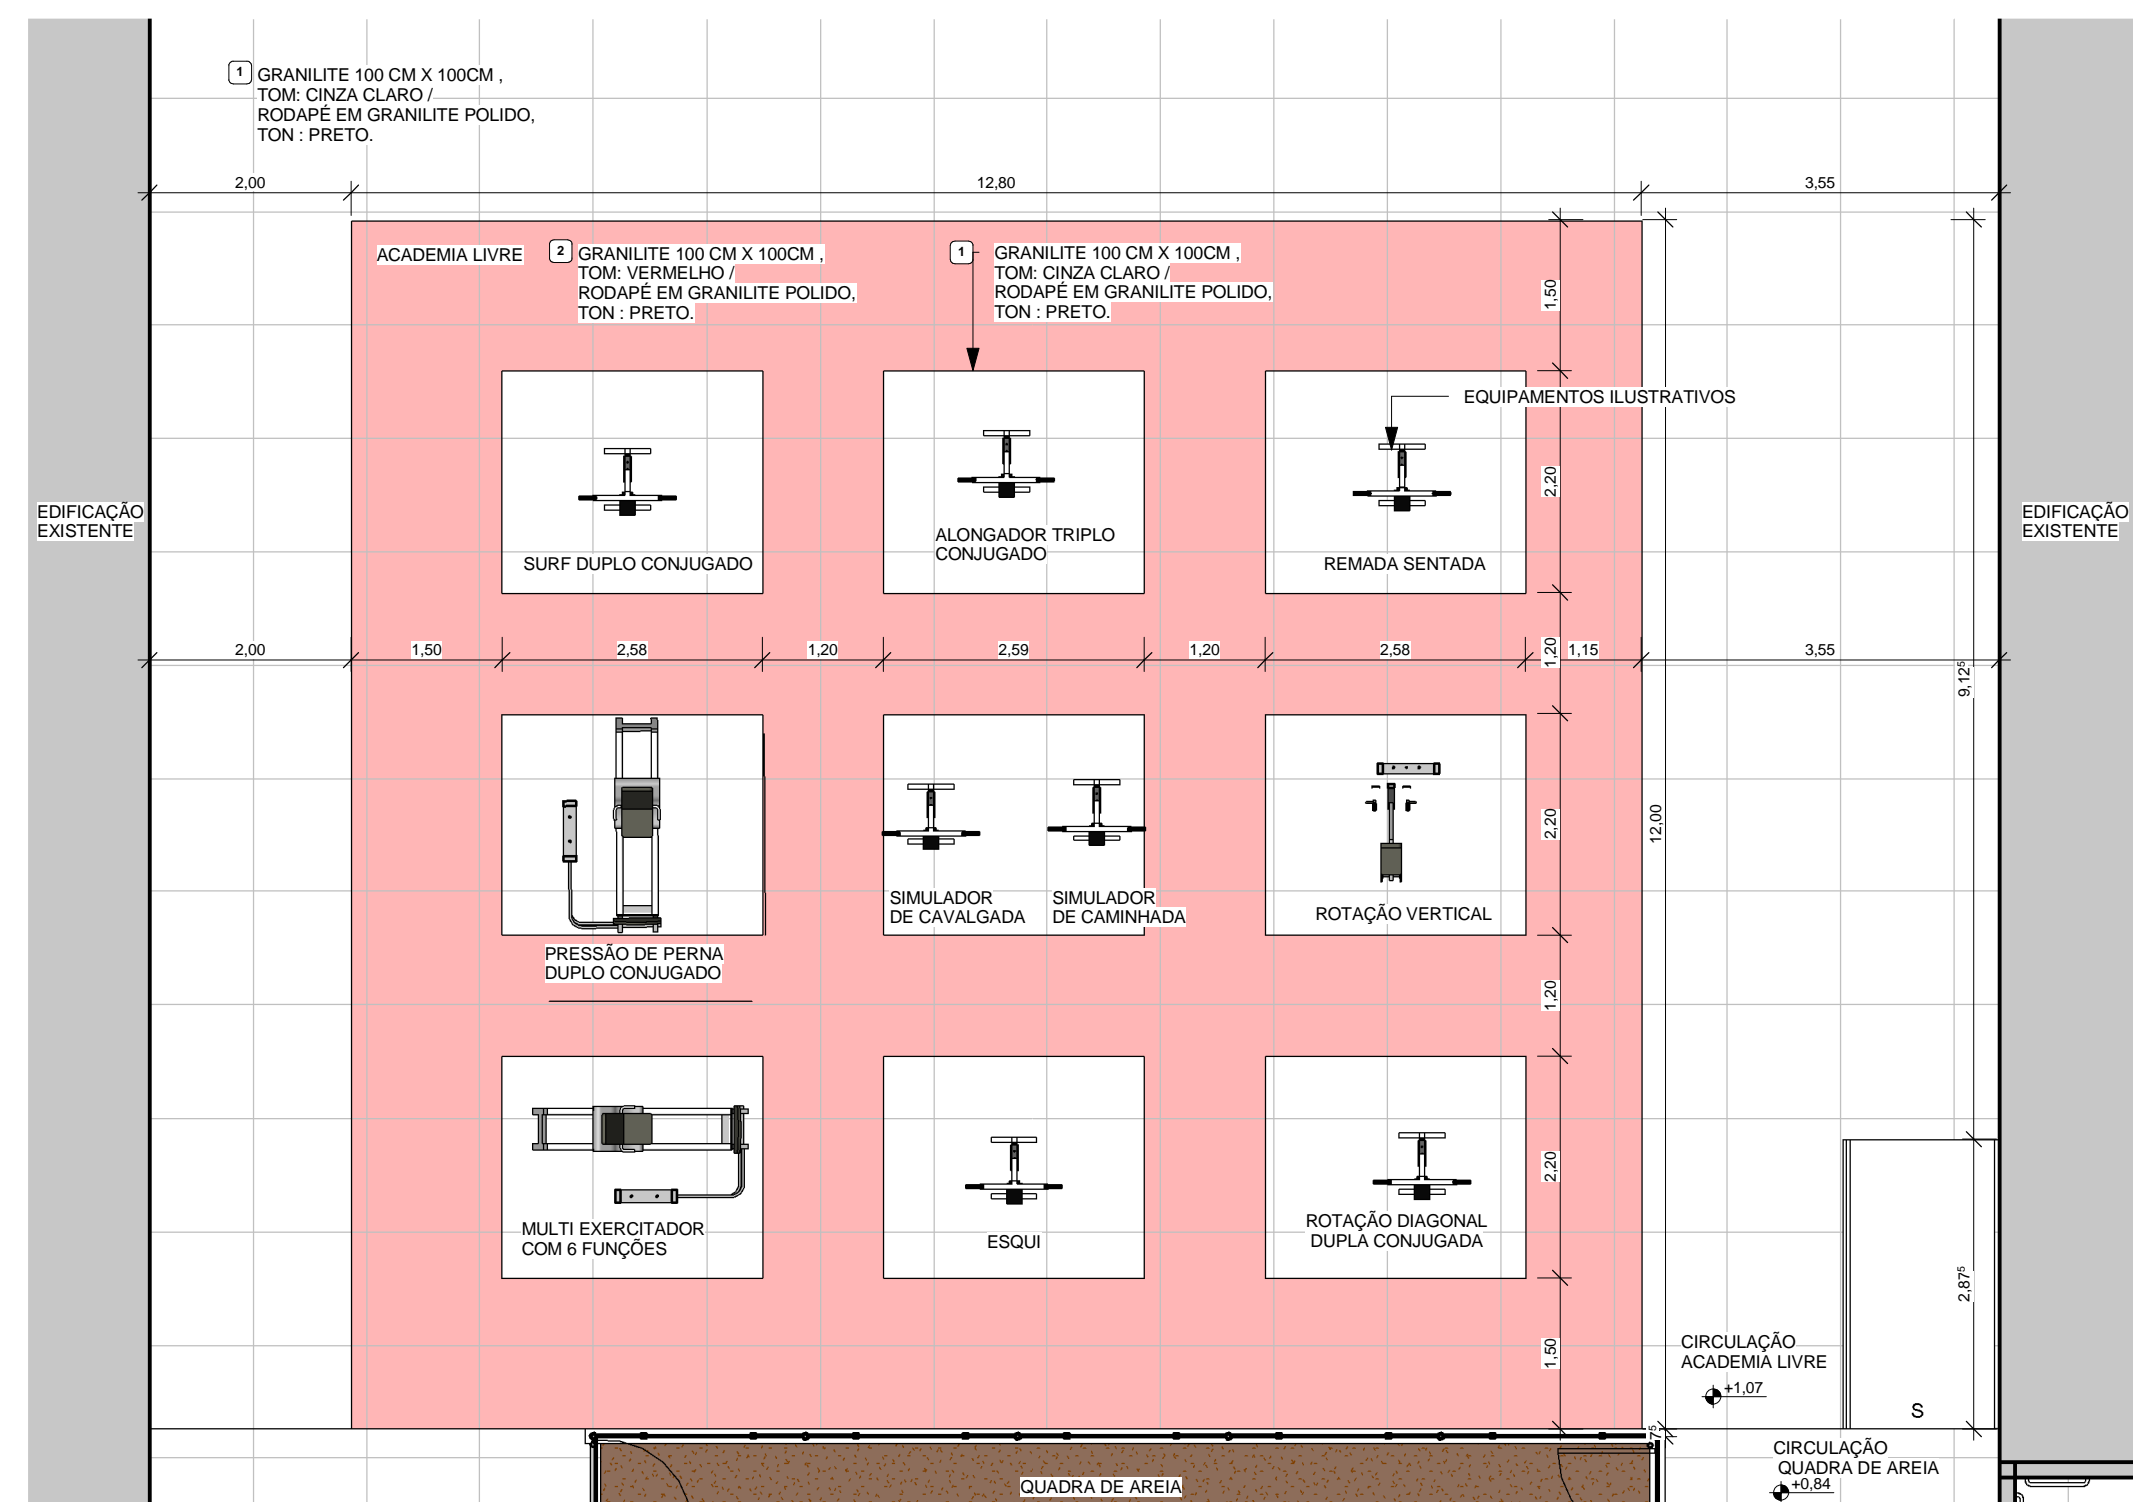 1
GRANILITE 100 CM X 100CM ,
TOM: CINZA CLARO /
RODAPÉ EM GRANILITE POLIDO,
TON : PRETO.
2,00
12,80
3,55
ACADEMIA LIVRE
2
GRANILITE 100 CM X 100CM ,
TOM: VERMELHO /
RODAPÉ EM GRANILITE POLIDO,
TON : PRETO.
1
GRANILITE 100 CM X 100CM ,
TOM: CINZA CLARO /
RODAPÉ EM GRANILITE POLIDO,
TON : PRETO.
1,50
EQUIPAMENTOS ILUSTRATIVOS
2,20
EDIFICAÇÃO
EXISTENTE
EDIFICAÇÃO
EXISTENTE
SURF DUPLO CONJUGADO
ALONGADOR TRIPLO
CONJUGADO
REMADA SENTADA
2,00
1,50
2,58
1,20
2,59
1,20
2,58
1,20
1,15
3,55
9,125
2,20
12,00
SIMULADOR
DE CAVALGADA
SIMULADOR
DE CAMINHADA
ROTAÇÃO VERTICAL
PRESSÃO DE PERNA
DUPLO CONJUGADO
1,20
2,20
MULTI EXERCITADOR
COM 6 FUNÇÕES
ESQUI
ROTAÇÃO DIAGONAL
DUPLA CONJUGADA
2,875
1,50
CIRCULAÇÃO
ACADEMIA LIVRE
+1,07
S
75
CIRCULAÇÃO
QUADRA DE AREIA
+0,84
QUADRA DE AREIA